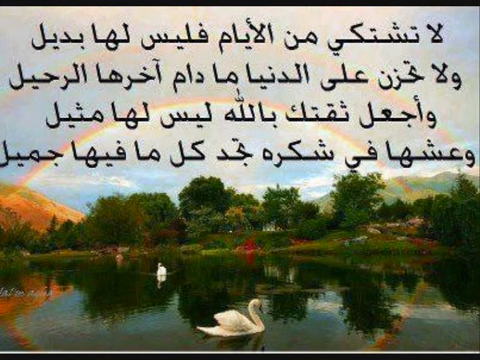 لا تشتكي من الأيام فليس لها بديل
ولا تحزن على الدنيا ما دام آخرها الرحيل
وأجعل ثقتك بالله ليس لها مثيل
وعشها في شكره تجد كل ما فيها جميل